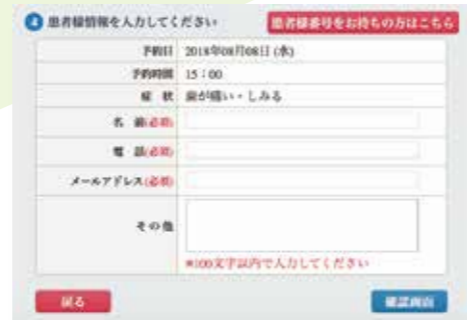 4 患者様情報を入力してください
患者様番号をお持ちの方はこちら
予約日 2018年08月08日 (水)
予約時間 15：00
症 状 歯が痛い・しみる
名 前(必須)
電 話(必須)
メールアドレス(必須)
その他
※100文字以内で入力してください
戻る
確認画面